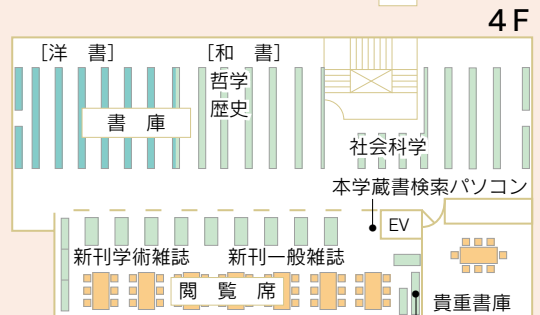 4F
[洋 書]
[和 書]
哲学
歴史
書 庫
社会科学
本学蔵書検索パソコン
EV
新刊学術雑誌
新刊一般雑誌
閲 覧 席
貴重書庫